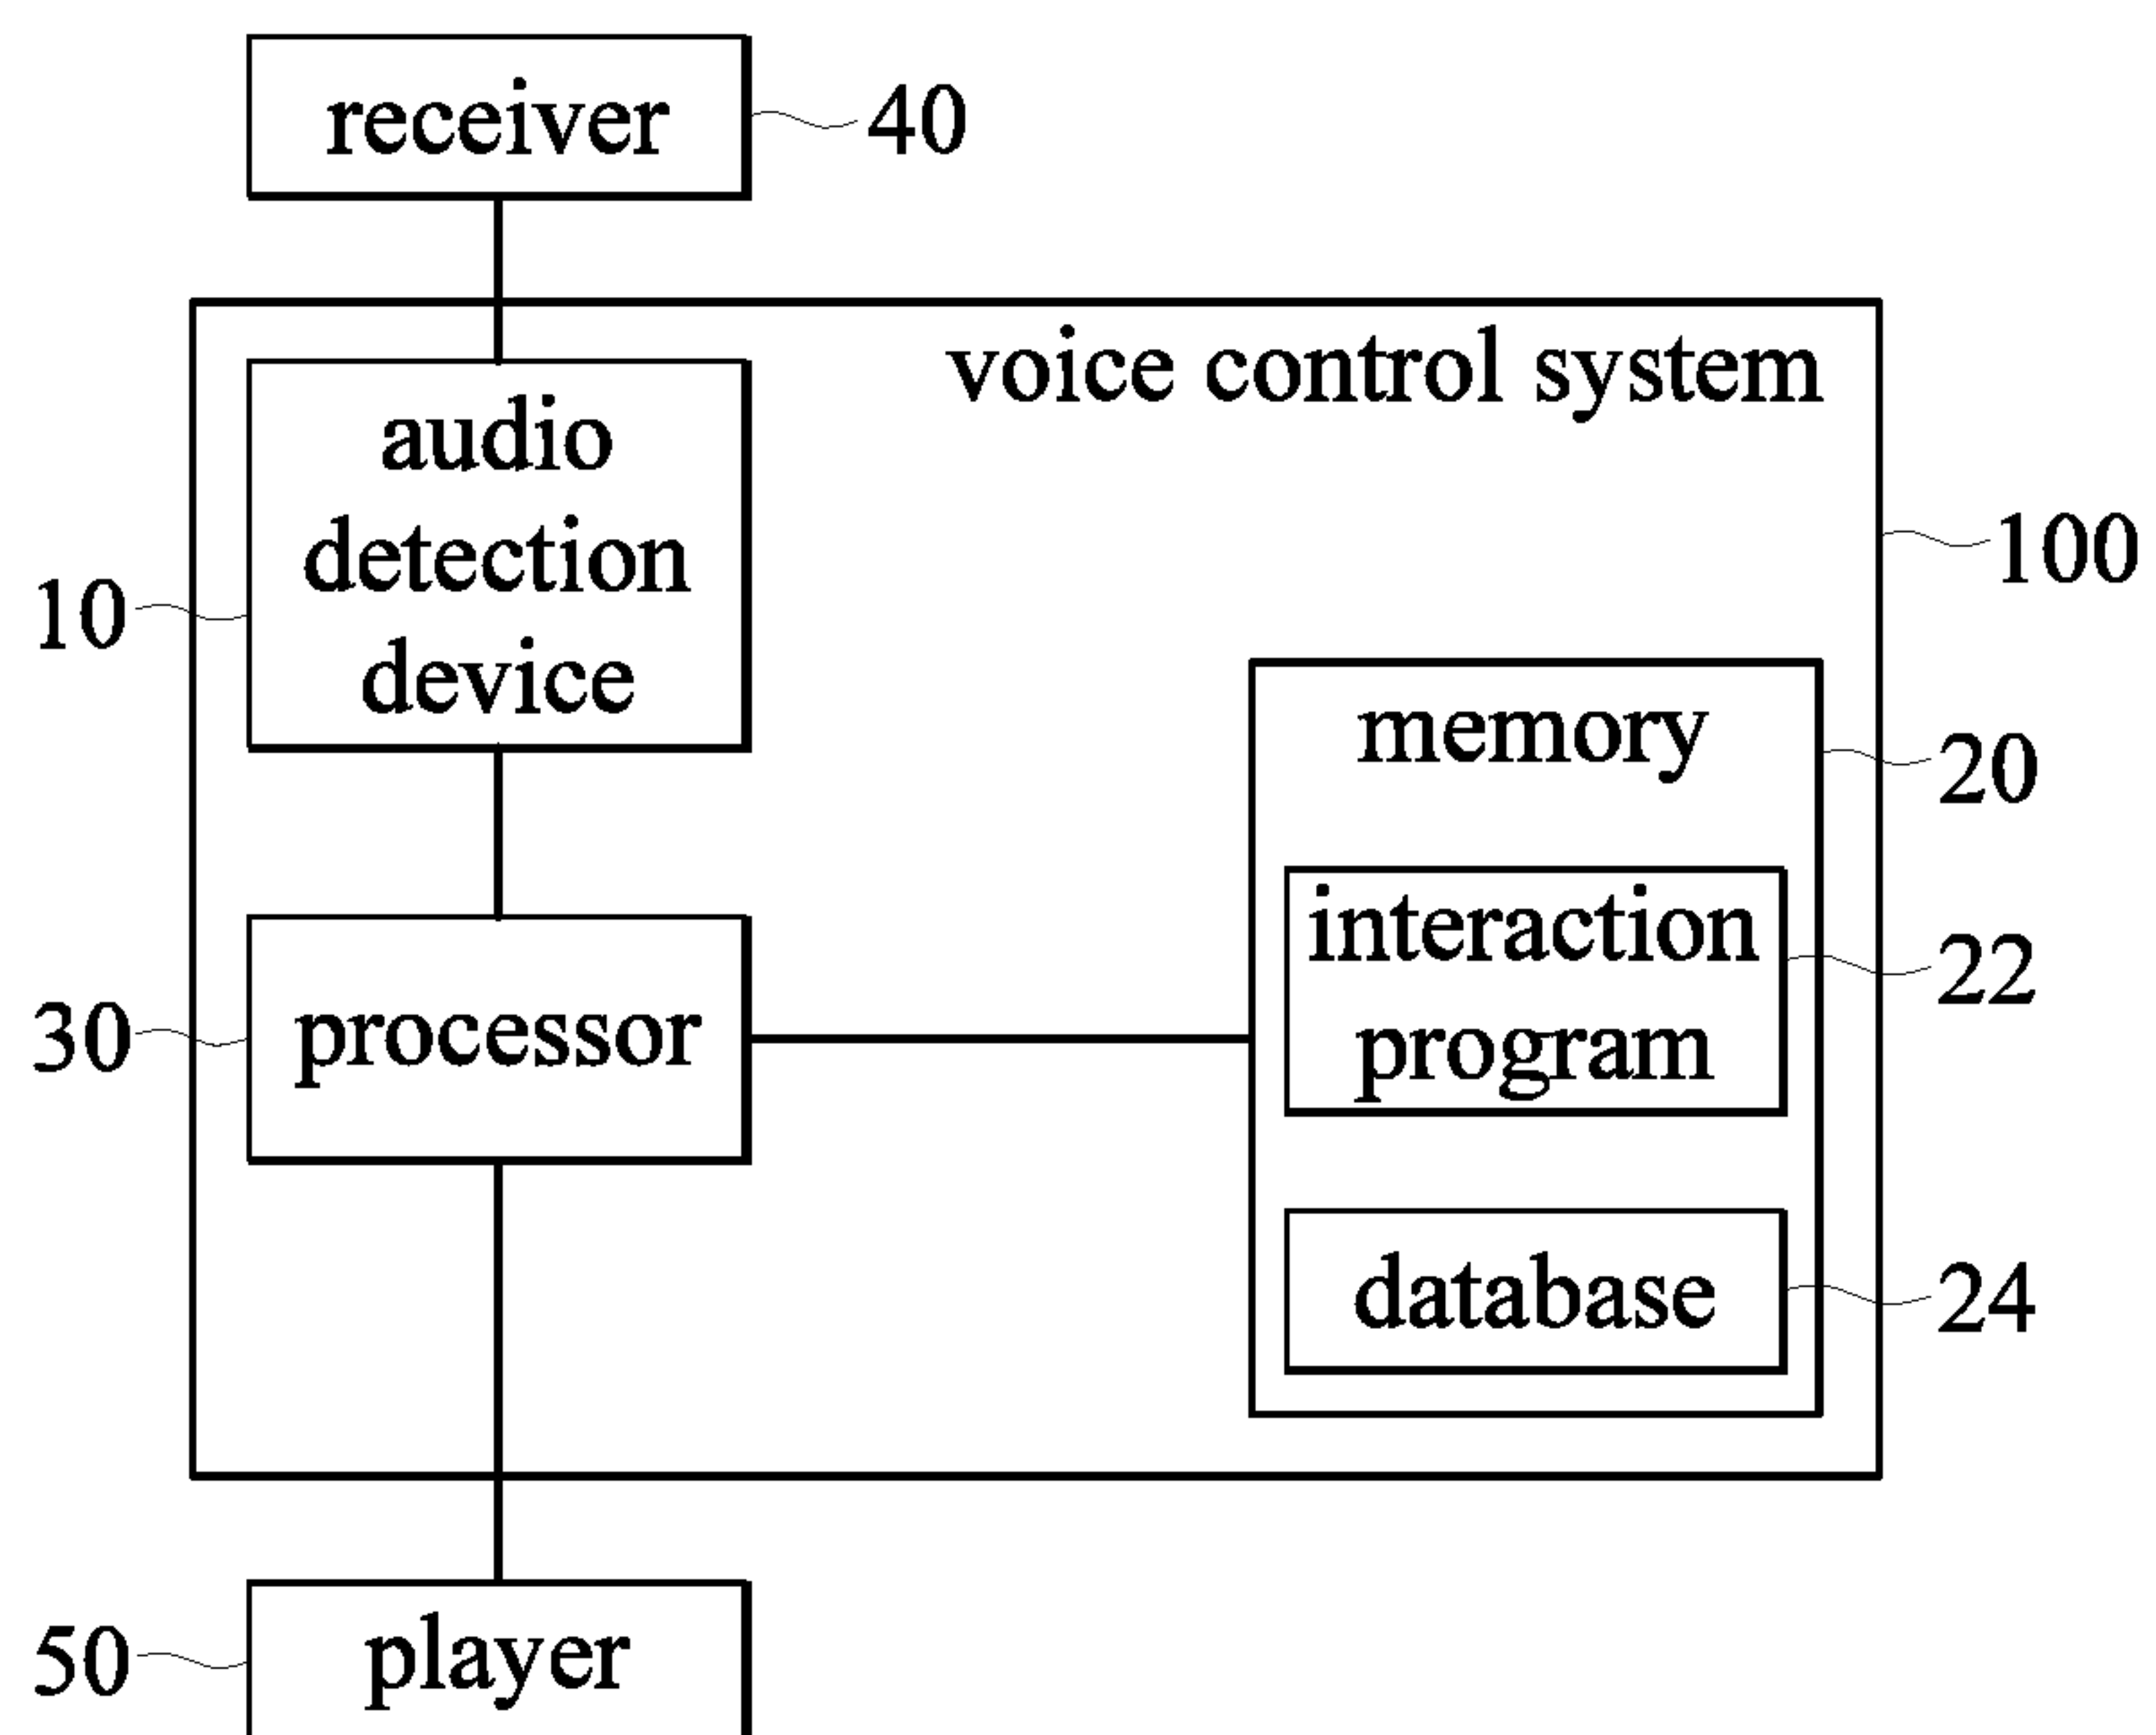 receiver
40
voice control system
audio
detection
device
10
100
memory
20
interaction
program
22
processor
30
database
24
player
50